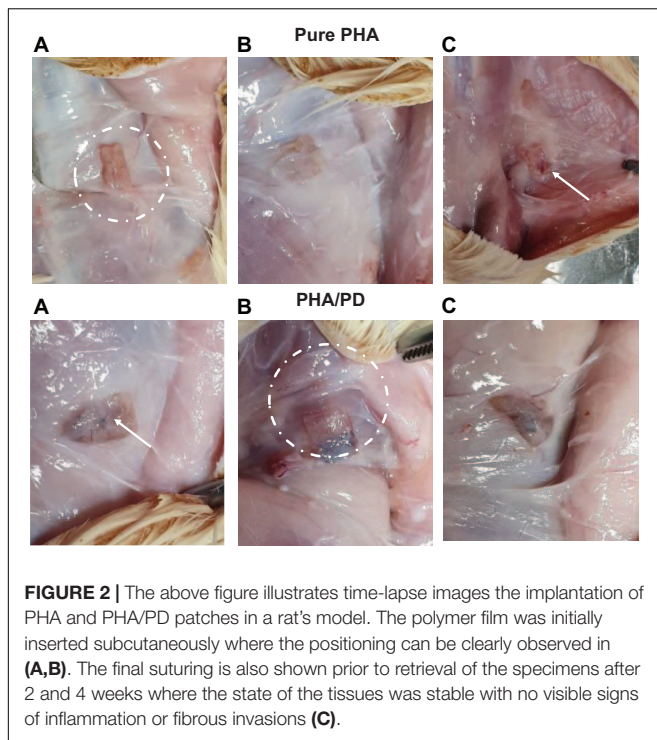 Pure PHA
A B C
PHA/PD
A B C
FIGURE 2 | The above figure illustrates time-lapse images the implantation of
PHA and PHA/PD patches in a rat's model. The polymer film was initially
inserted subcutaneously where the positioning can be clearly observed in
(A,B). The final suturing is also shown prior to retrieval of the specimens after
2 and 4 weeks where the state of the tissues was stable with no visible signs
of inflammation or fibrous invasions (C).